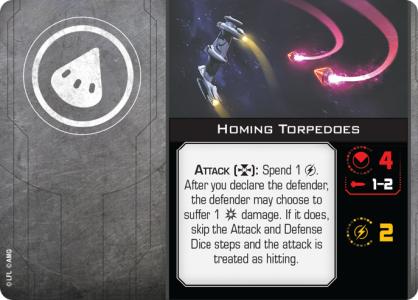 HOMING TORPEDOES
ATTACK ( ): Spend 1 .
After you declare the defender,
the defender may choose to
suffer 1 damage. If it does,
skip the Attack and Defense
Dice steps and the attack is
treated as hitting.
4
1-2
2
© LFL © AMG